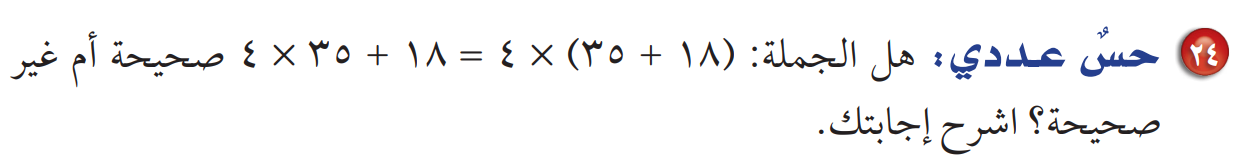 ٢٤ حسٌ عددي: هل الجملة: (١٨ + ٣٥) × ٤ = ١٨ + ٣٥ × ٤ صحيحة أم غير
صحيحة؟ اشرح إجابتك.